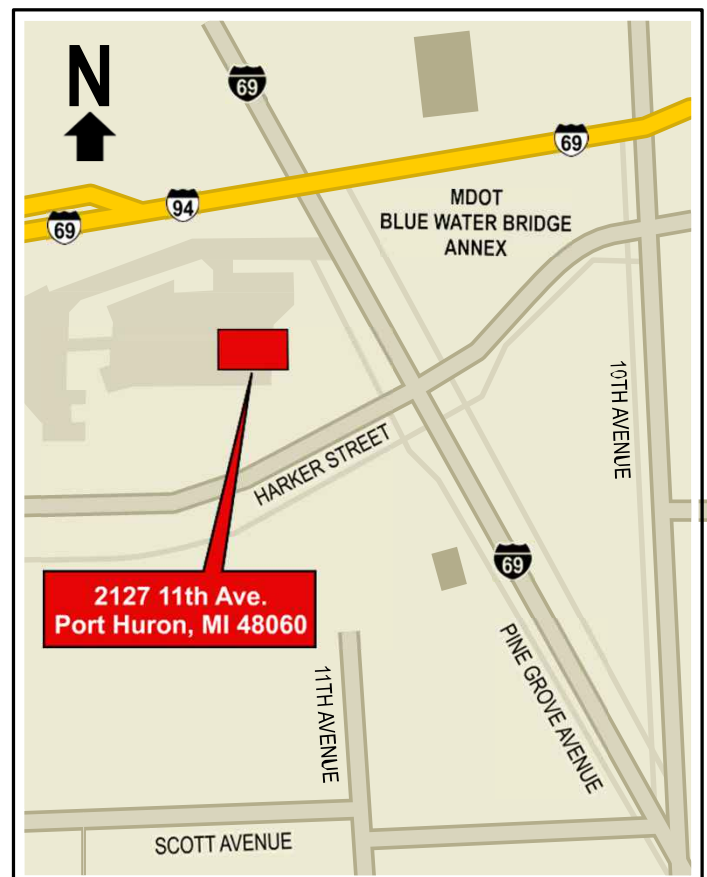 N
69
69
94
69
MDOT
BLUE WATER BRIDGE
ANNEX
10TH AVENUE
HARKER STREET
69
2127 11th Ave.
Port Huron, MI 48060
PINE GROVE AVENUE
11TH AVENUE
SCOTT AVENUE